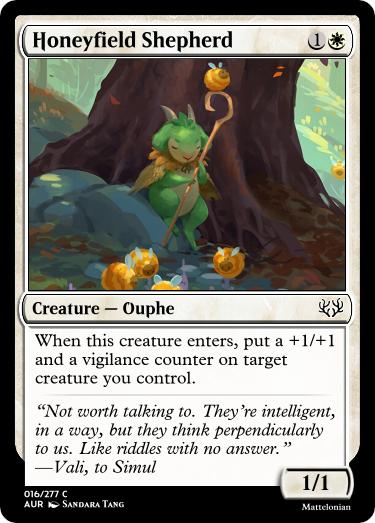 Honeyfield Shepherd 1
Creature — Ouphe
When this creature enters, put a +1/+1
and a vigilance counter on target
creature you control.
“Not worth talking to. They’re intelligent,
in a way, but they think perpendicularly
to us. Like riddles with no answer.”
—Vali, to Simul
1/1
016/277 C
AUR Sandara Tang
Mattelonian